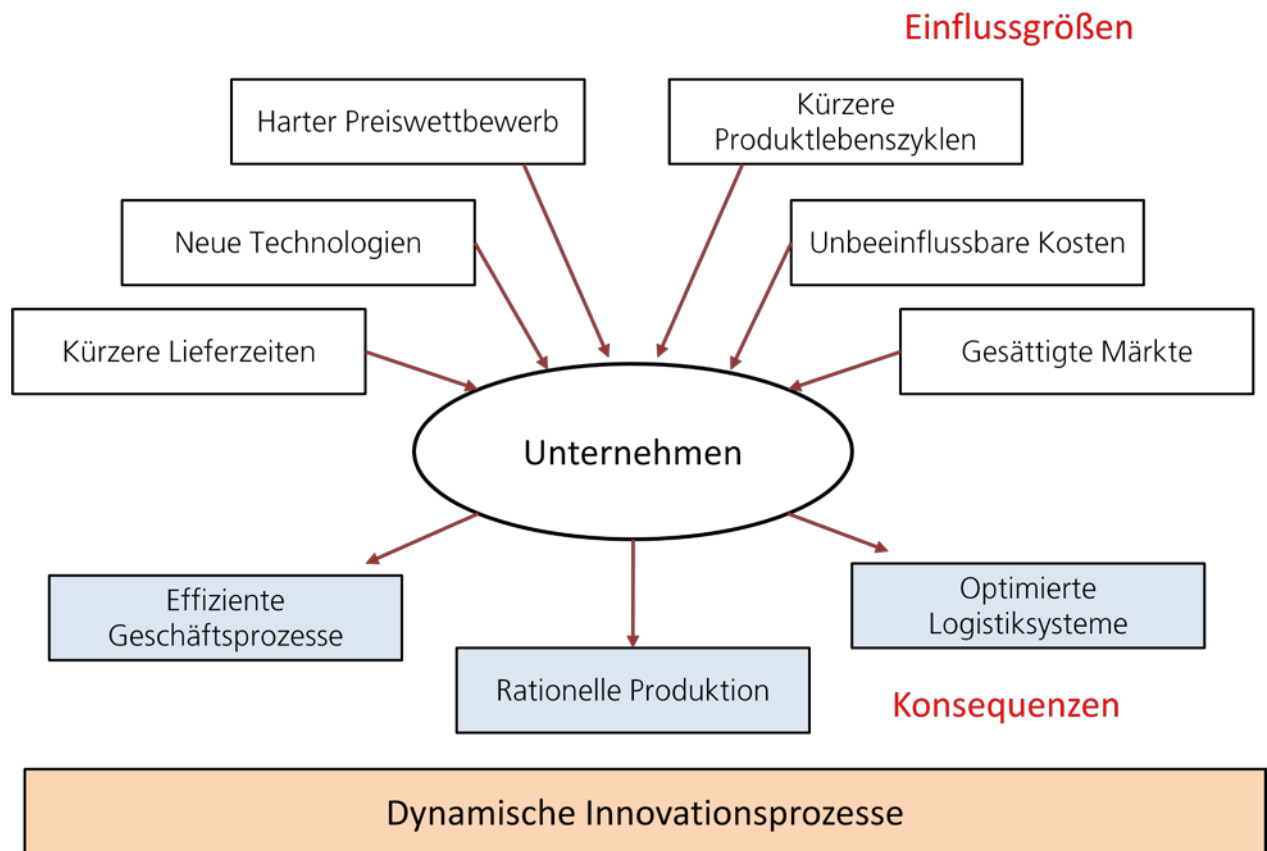 Einflussgrößen
Harter Preiswettbewerb
Kürzere
Produktlebenszyklen
Neue Technologien
Unbeeinflussbare Kosten
Kürzere Lieferzeiten
Gesättigte Märkte
Unternehmen
Effiziente
Geschäftsprozesse
Optimierte
Logistiksysteme
Rationelle Produktion
Konsequenzen
Dynamische Innovationsprozesse